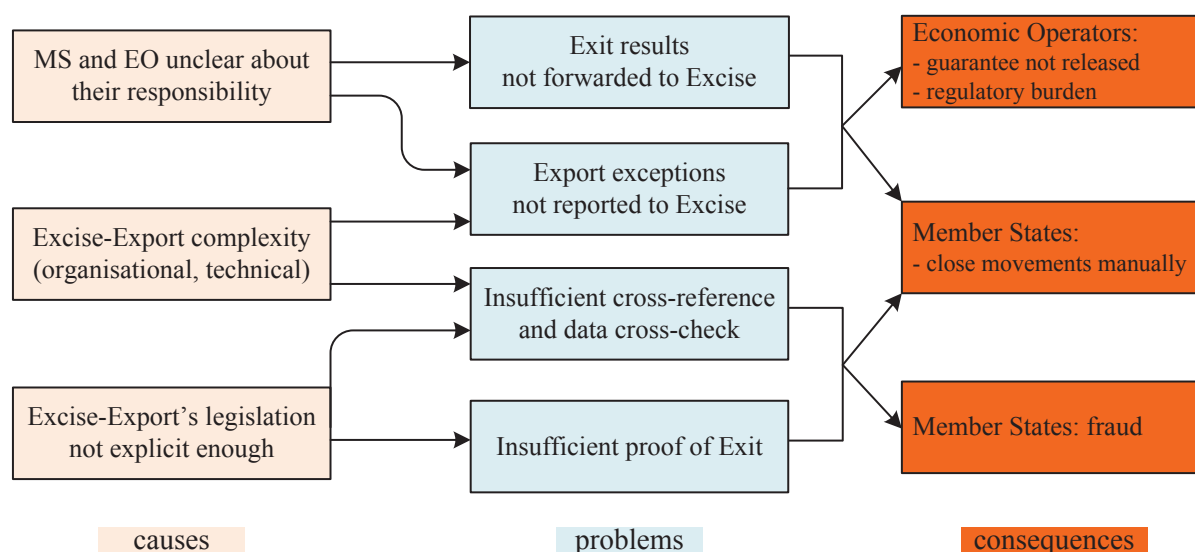 MS and EO unclear about
their responsibility
Excise-Export complexity
(organisational, technical)
Excise-Export’s legislation
not explicit enough
causes
Exit results
not forwarded to Excise
Export exceptions
not reported to Excise
Insufficient cross-reference
and data cross-check
Insufficient proof of Exit
problems
Economic Operators:
- guarantee not released
- regulatory burden
Member States:
- close movements manually
Member States: fraud
consequences